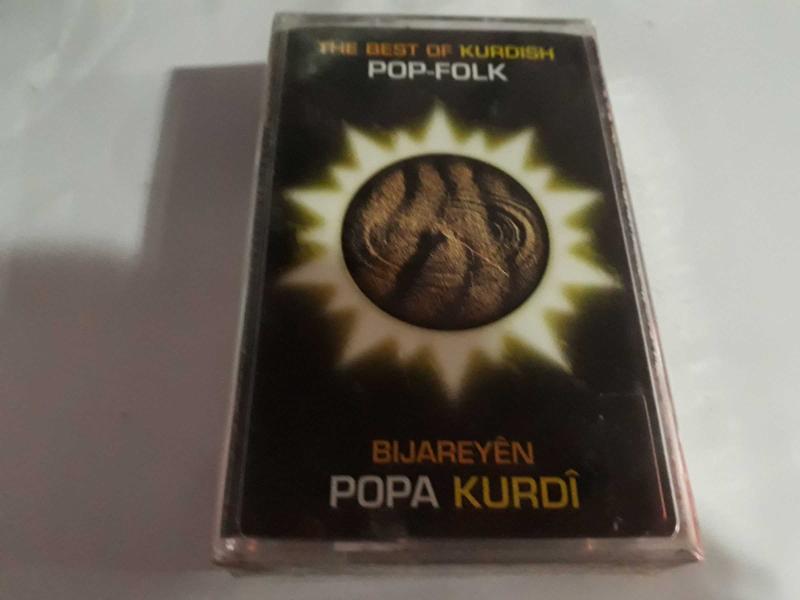 THE BEST OF KURDISH
POP-FOLK
BIJAREYÊN
POPA KURDÎ